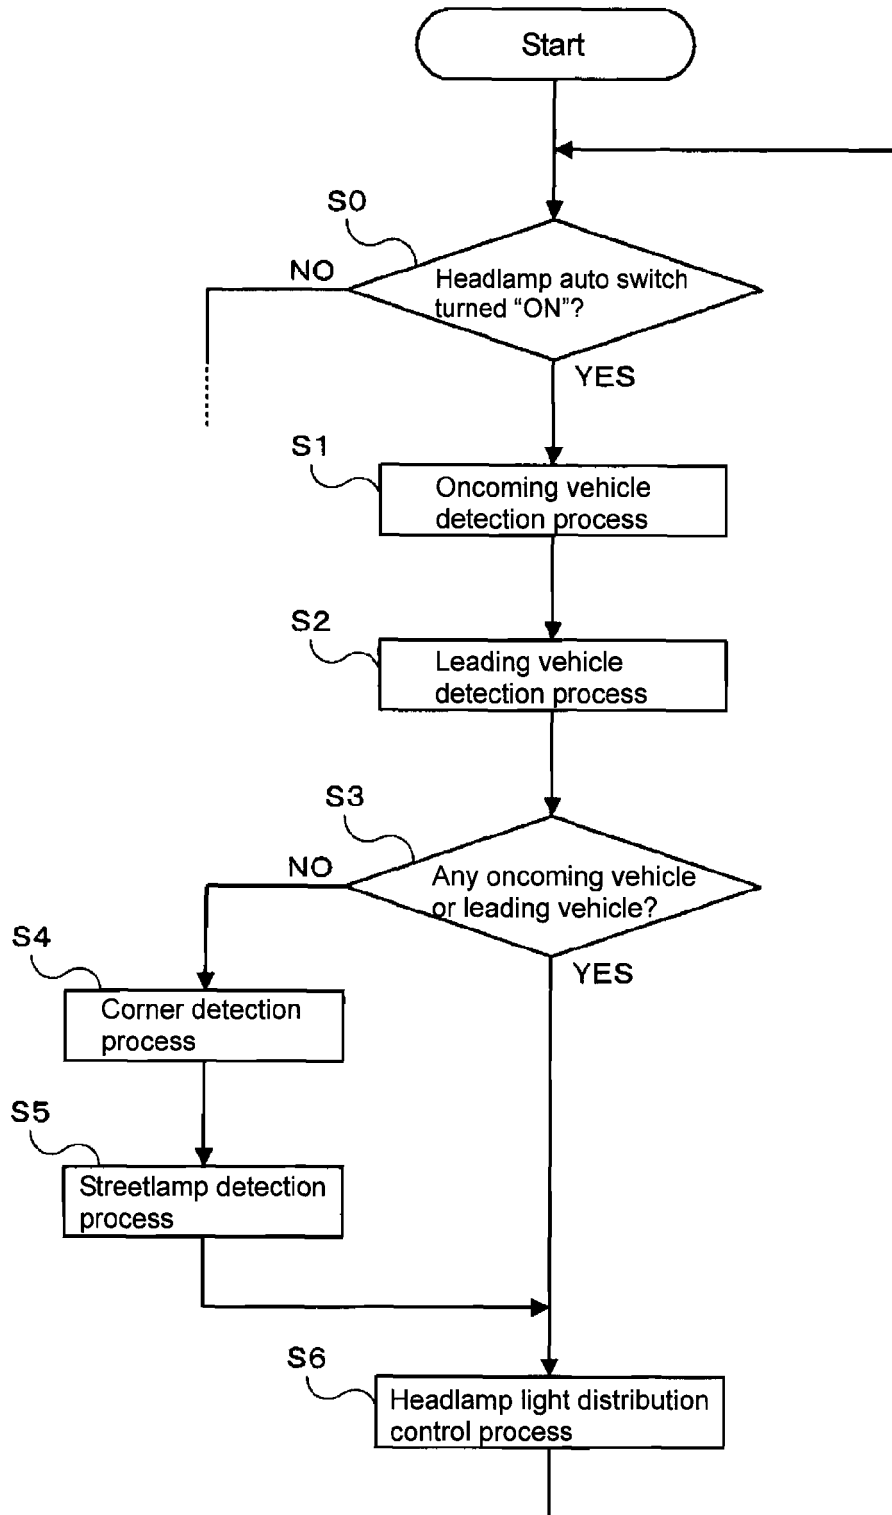 Start
S0
NO
Headlamp auto switch
turned “ON”?
YES
S1
Oncoming vehicle
detection process
S2
Leading vehicle
detection process
S3
NO
Any oncoming vehicle
or leading vehicle?
YES
S4
Corner detection
process
S5
Streetlamp detection
process
S6
Headlamp light distribution
control process